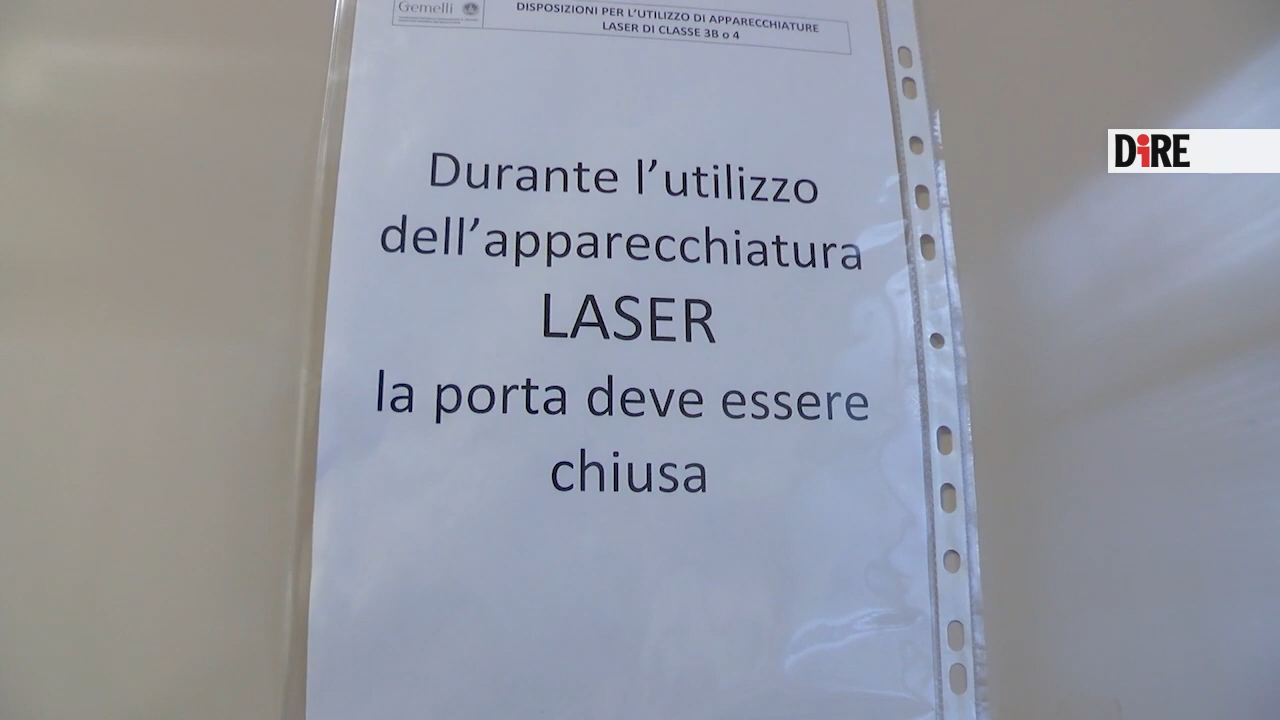 Gemelli
DISPOSIZIONI PER L'UTILIZZO DI APPARECCHIATURE
LASER DI CLASSE 3B o 4
DiRE
Durante l'utilizzo
dell'apparecchiatura
LASER
la porta deve essere
chiusa